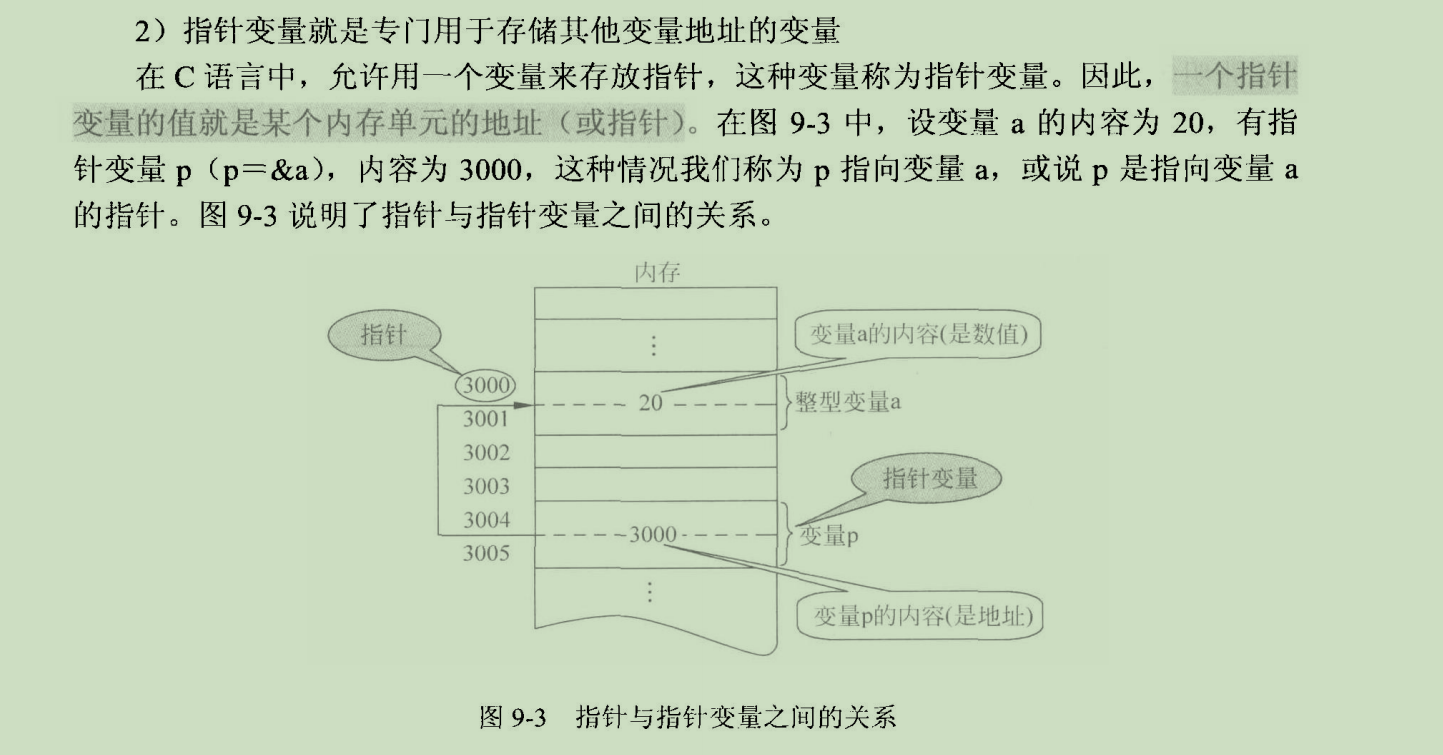 2）指针变量就是专门用于存储其他变量地址的变量
在 C 语言中，允许用一个变量来存放指针，这种变量称为指针变量。因此，一个指针
变量的值就是某个内存单元的地址（或指针）。在图 9-3 中，设变量 a 的内容为 20，有指
针变量 p（p＝&a），内容为 3000，这种情况我们称为 p 指向变量 a，或说 p 是指向变量 a
的指针。图 9-3 说明了指针与指针变量之间的关系。
内存
指针
变量a的内容(是数值)
3000
20
整型变量a
3001
3002
3003
指针变量
3004
3000
变量p
3005
变量p的内容(是地址)
图 9-3　指针与指针变量之间的关系